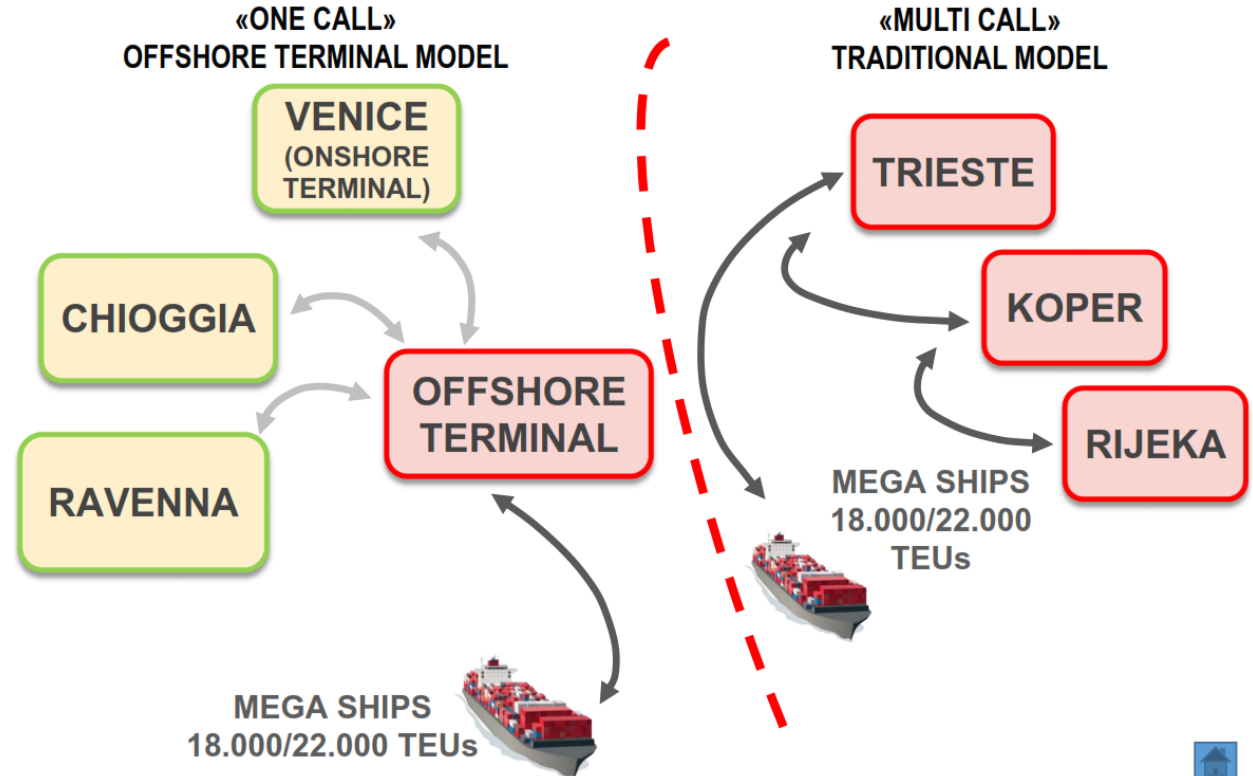 «ONE CALL»
OFFSHORE TERMINAL MODEL
VENICE
(ONSHORE
TERMINAL)
CHIOGGIA
RAVENNA
OFFSHORE
TERMINAL
MEGA SHIPS
18.000/22.000 TEUs
«MULTI CALL»
TRADITIONAL MODEL
TRIESTE
KOPER
RIJEKA
MEGA SHIPS
18.000/22.000
TEUs